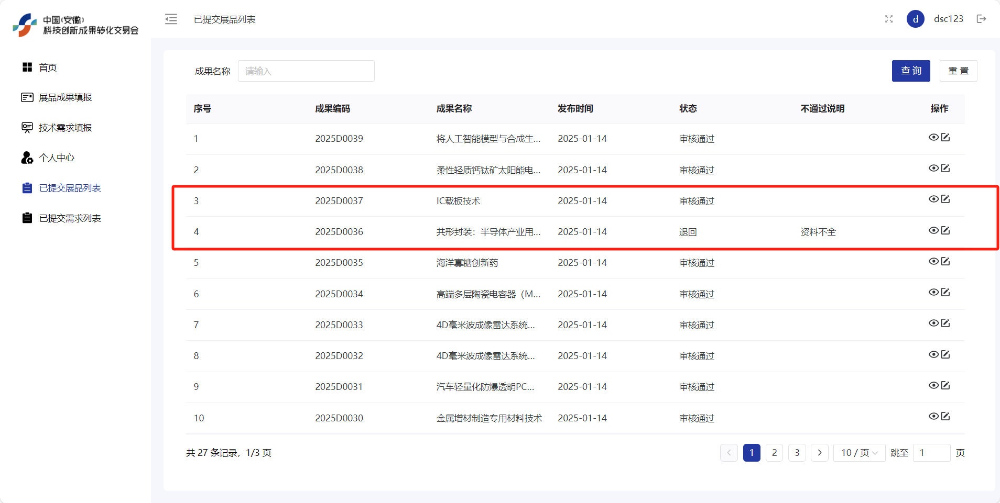 中国(安徽)
科技创新成果转化交易会
首页
展品成果填报
技术需求填报
个人中心
已提交展品列表
已提交需求列表
已提交展品列表
d dsc123
成果名称 请输入 查询 重置
序号 成果编码 成果名称 发布时间 状态 不通过说明 操作
1 2025D0039 将人工智能模型与合成生... 2025-01-14 审核通过
2 2025D0038 柔性轻质钙钛矿太阳能电... 2025-01-14 审核通过
3 2025D0037 IC载板技术 2025-01-14 审核通过
4 2025D0036 共形封装：半导体产业用... 2025-01-14 退回 资料不全
5 2025D0035 海洋寡糖创新药 2025-01-14 审核通过
6 2025D0034 高端多层陶瓷电容器（M... 2025-01-14 审核通过
7 2025D0033 4D毫米波成像雷达系统... 2025-01-14 审核通过
8 2025D0032 4D毫米波成像雷达系统... 2025-01-14 审核通过
9 2025D0031 汽车轻量化防爆透明PC... 2025-01-14 审核通过
10 2025D0030 金属增材制造专用材料技术 2025-01-14 审核通过
共 27 条记录，1/3 页 1 2 3 10 / 页 跳至 1 页